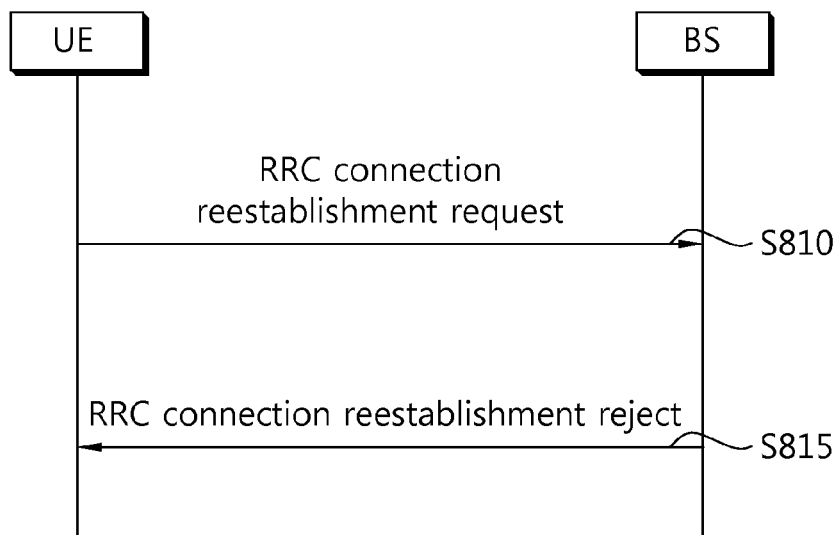 UE
BS
RRC connection
reestablishment request
S810
RRC connection reestablishment reject
S815